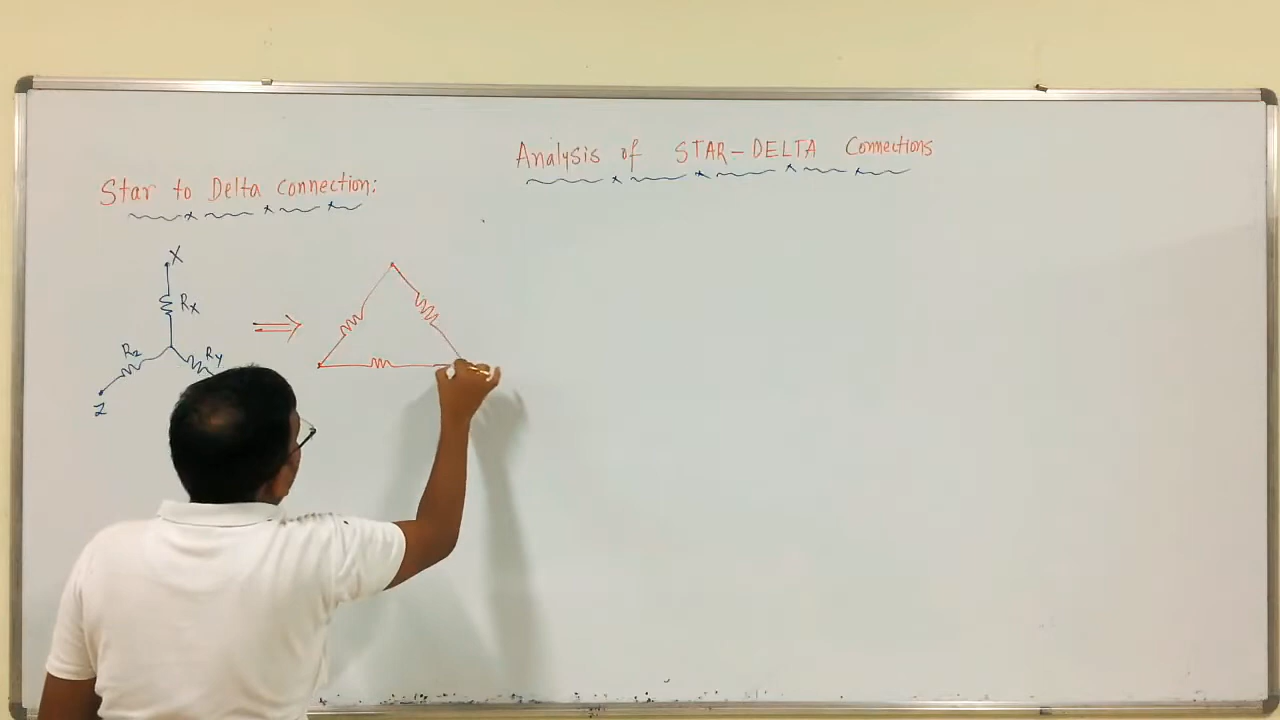 Analysis of STAR-DELTA Connections
Star to Delta Connection:
X
Rx
Rz
Ry
Z